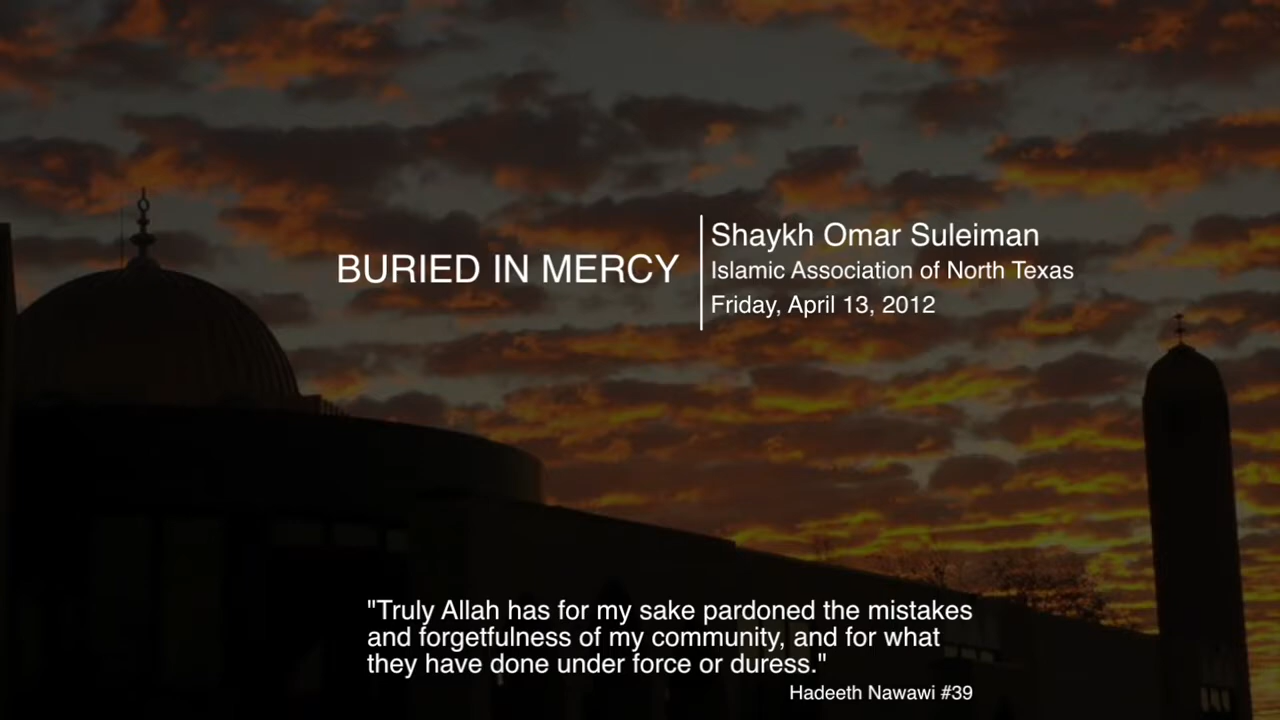 BURIED IN MERCY
Shaykh Omar Suleiman
Islamic Association of North Texas
Friday, April 13, 2012
"Truly Allah has for my sake pardoned the mistakes
and forgetfulness of my community, and for what
they have done under force or duress."
Hadeeth Nawawi #39